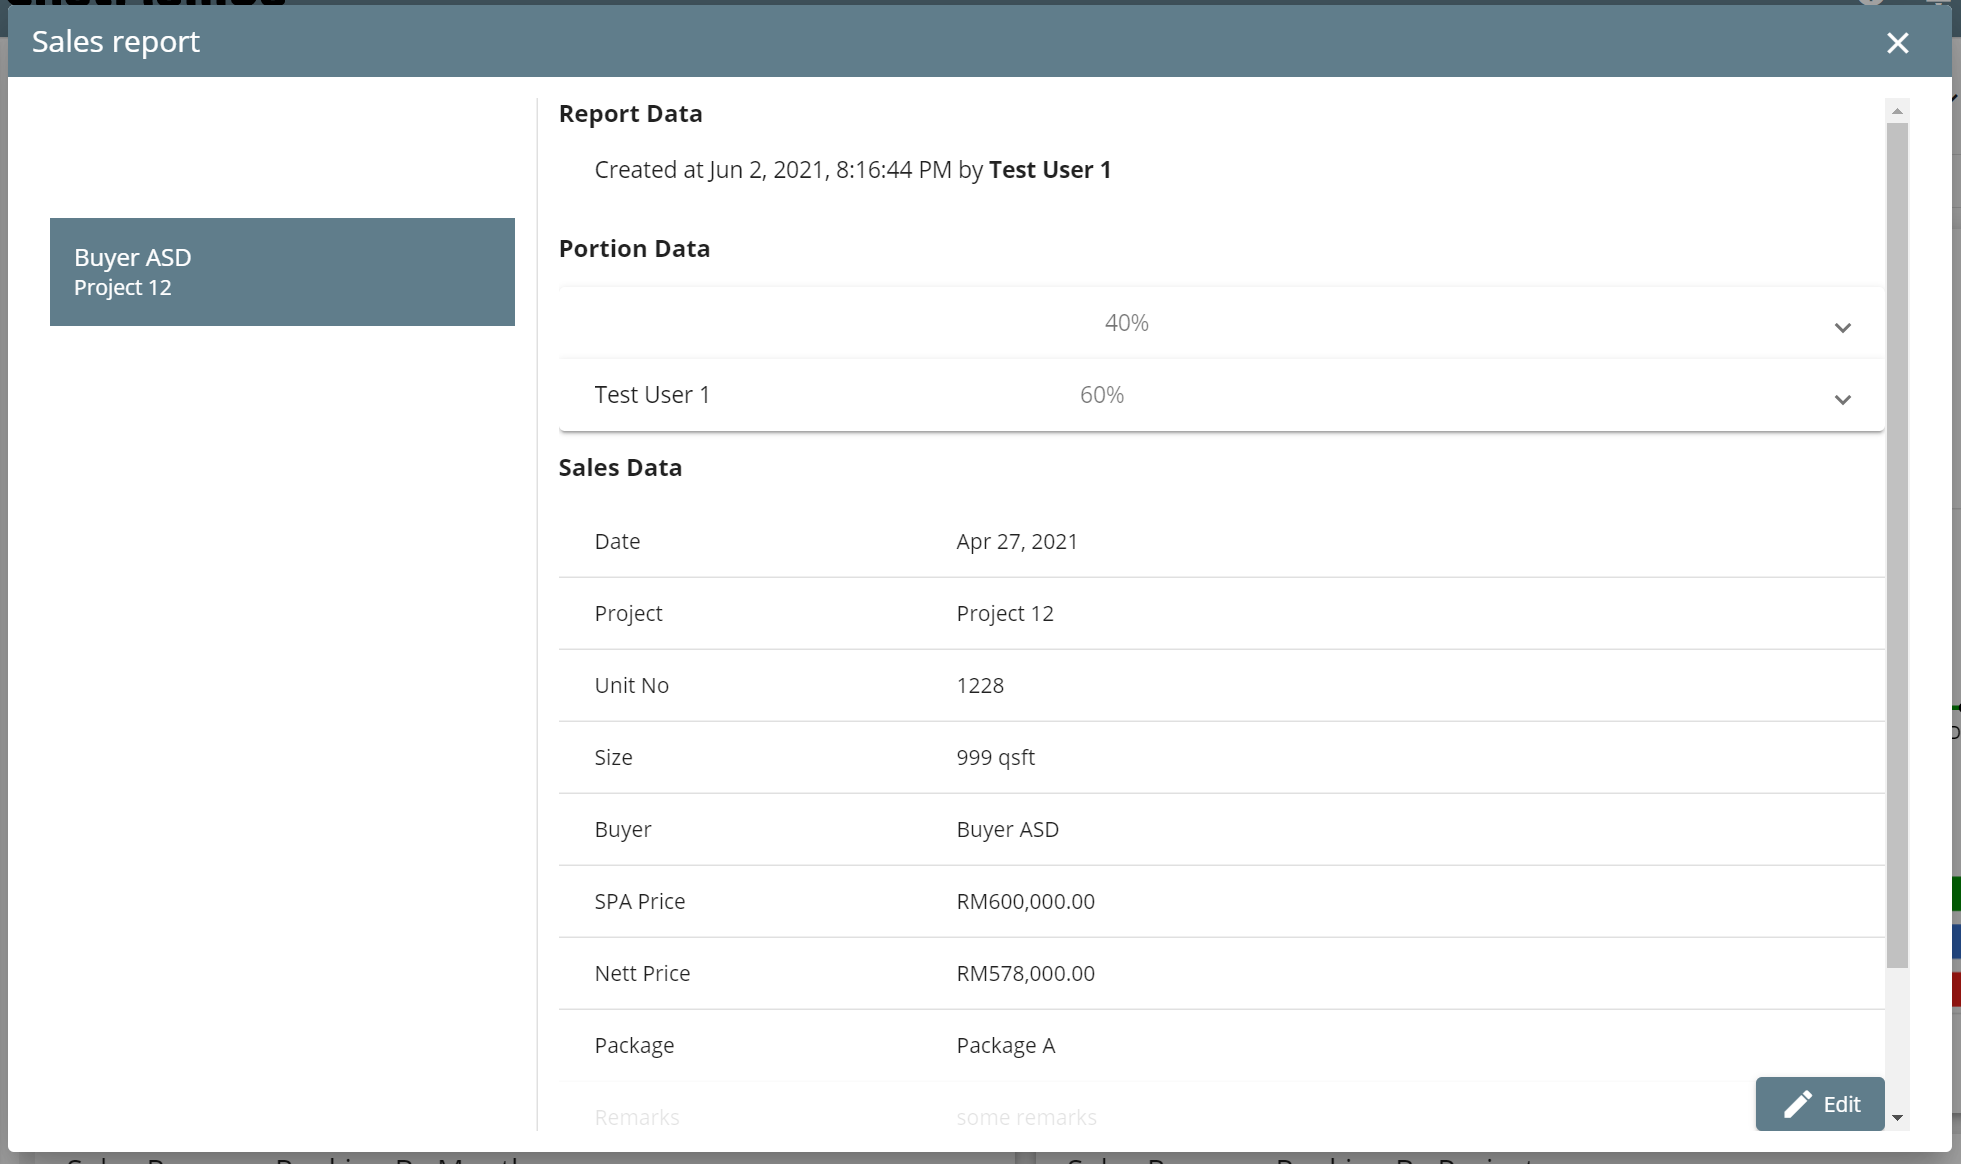 Sales report
Buyer ASD
Project 12
Report Data
Created at Jun 2, 2021, 8:16:44 PM by Test User 1
Portion Data
40%
Test User 1 60%
Sales Data
Date Apr 27, 2021
Project Project 12
Unit No 1228
Size 999 qsft
Buyer Buyer ASD
SPA Price RM600,000.00
Nett Price RM578,000.00
Package Package A
Remarks some remarks
Edit